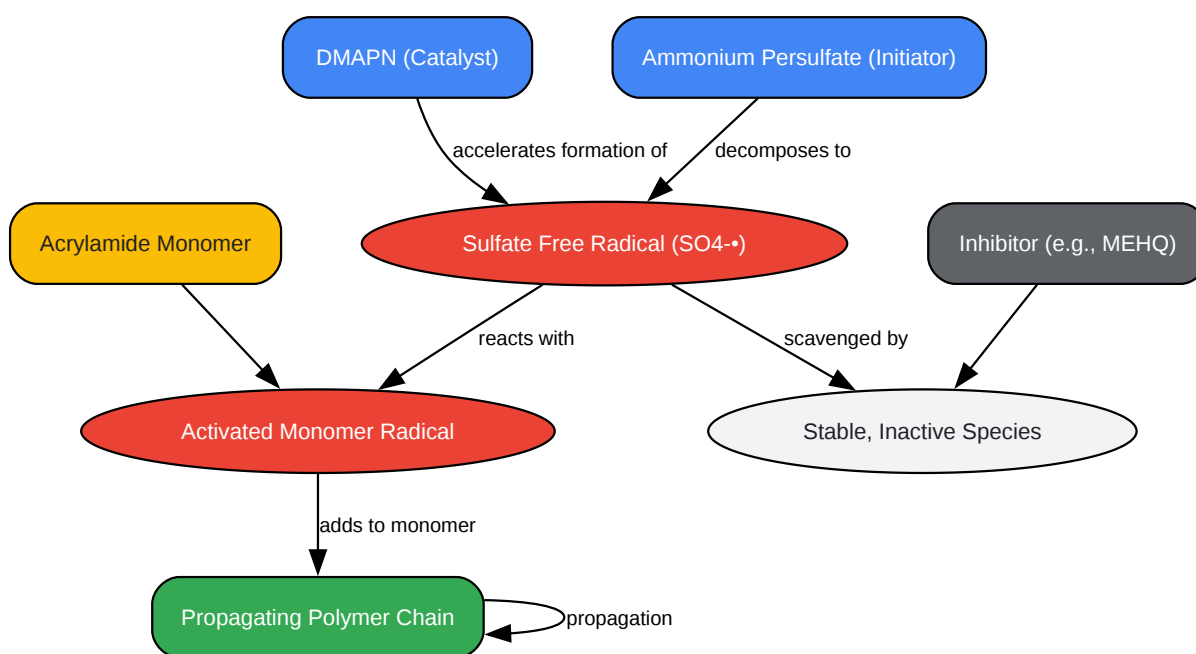 DMAPN (Catalyst)
Ammonium Persulfate (Initiator)
accelerates formation of
decomposes to
Acrylamide Monomer
Sulfate Free Radical (SO4-•)
Inhibitor (e.g., MEHQ)
reacts with
scavenged by
Activated Monomer Radical
Stable, Inactive Species
adds to monomer
Propagating Polymer Chain
propagation